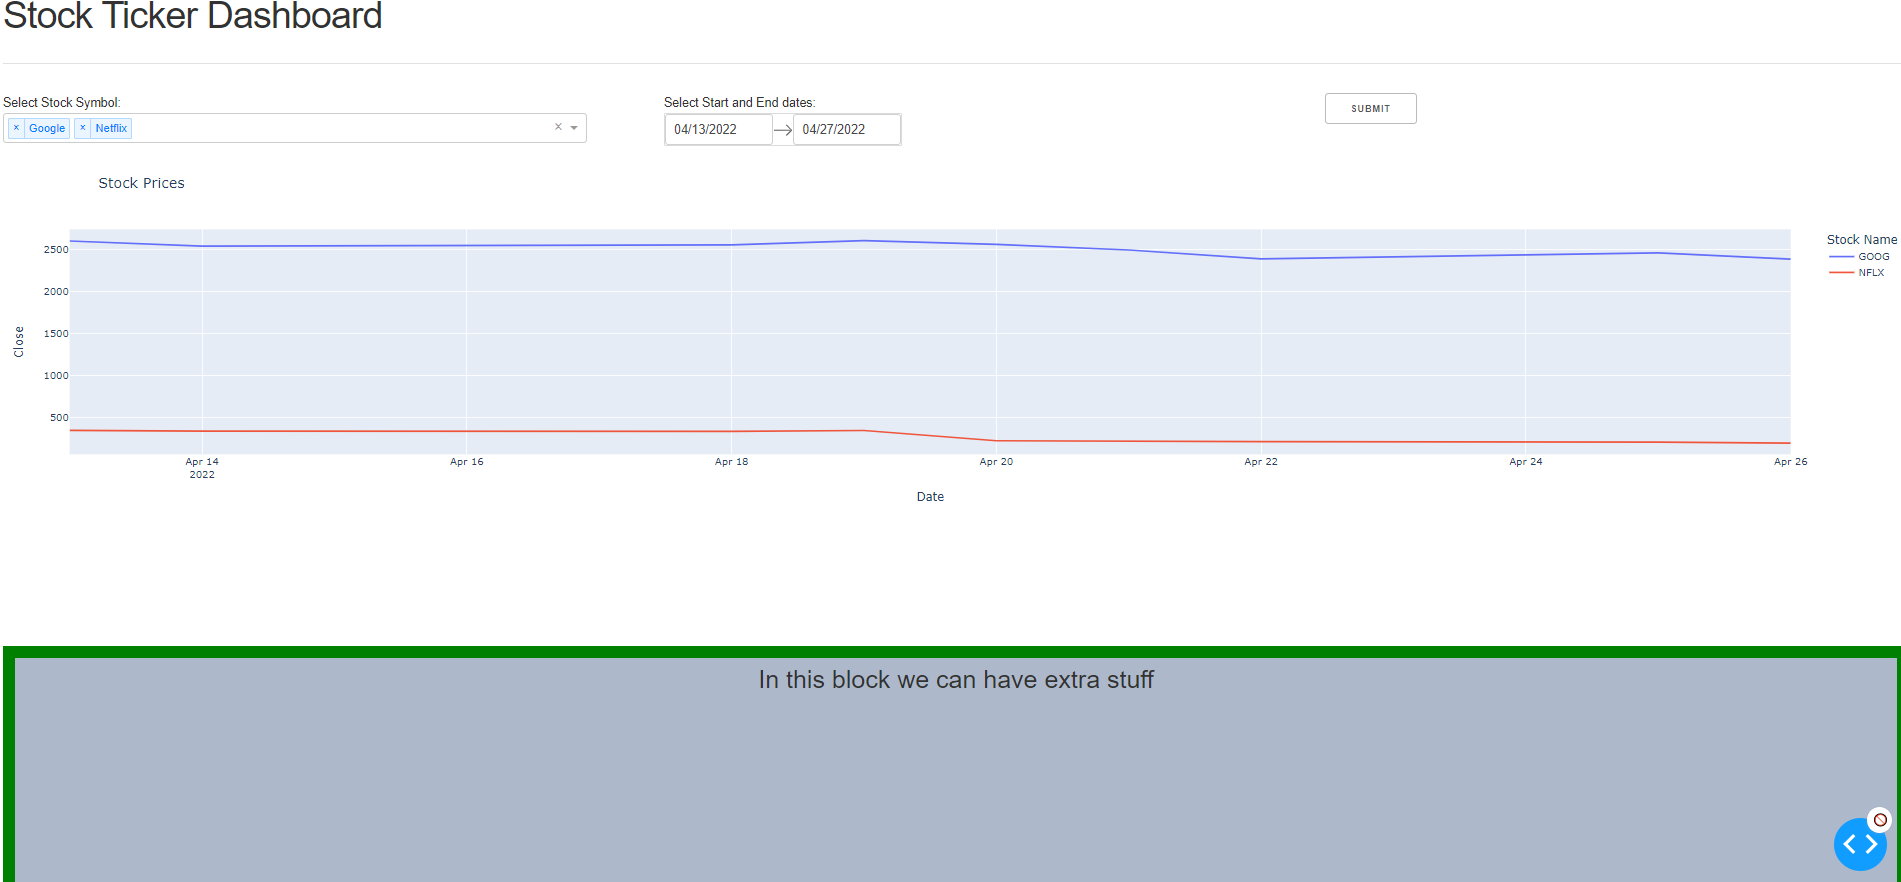 Stock Ticker Dashboard
Select Stock Symbol:
× Google × Netflix ×
Select Start and End dates:
04/13/2022 → 04/27/2022
SUBMIT
Stock Prices
Stock Name
GOOG
NFLX
2500
2000
1500
1000
500
Close
Apr 14 Apr 16 Apr 18 Apr 20 Apr 22 Apr 24 Apr 26
2022
Date
In this block we can have extra stuff